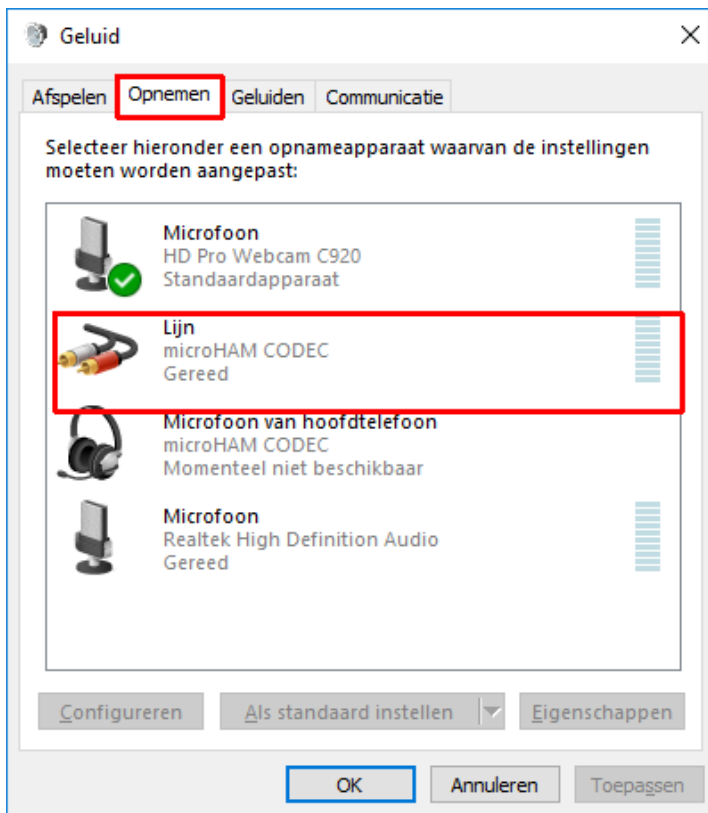 Geluid
Afspelen Opnemen Geluiden Communicatie
Selecteer hieronder een opnameapparaat waarvan de instellingen
moeten worden aangepast:
Microfoon
HD Pro Webcam C920
Standaardapparaat
Lijn
microHAM CODEC
Gereed
Microfoon van hoofdtelefoon
microHAM CODEC
Momenteel niet beschikbaar
Microfoon
Realtek High Definition Audio
Gereed
Configureren Als standaard instellen Eigenschappen
OK Annuleren Toepassen